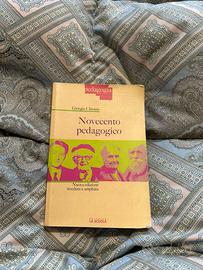 pedagogia
Giorgio Chiosso
Novecento
pedagogico
Nuova edizione
riveduta e ampliata
LA SCUOLA